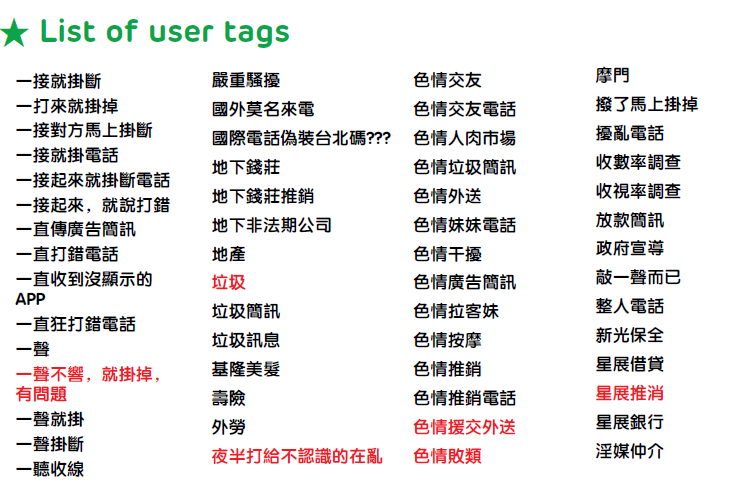 ★ List of user tags
一接就掛斷
一打來就掛掉
一接對方馬上掛斷
一接就掛電話
一接起來就掛斷電話
一接起來，就說打錯
一直傳廣告簡訊
一直打錯電話
一直收到沒顯示的
APP
一直狂打錯電話
一聲
一聲不響，就掛掉，
有問題
一聲就掛
一聲掛斷
一聽收線
嚴重騷擾
國外莫名來電
國際電話偽裝台北碼???
地下錢莊
地下錢莊推銷
地下非法期公司
地產
垃圾
垃圾簡訊
垃圾訊息
基隆美髮
壽險
外勞
夜半打給不認識的在亂
色情交友
色情交友電話
色情人肉市場
色情垃圾簡訊
色情外送
色情妹妹電話
色情干擾
色情廣告簡訊
色情拉客妹
色情按摩
色情推銷
色情推銷電話
色情援交外送
色情敗類
摩門
撥了馬上掛掉
擾亂電話
收數率調查
收視率調查
放款簡訊
政府宣導
敲一聲而已
整人電話
新光保全
星展借貸
星展推消
星展銀行
淫媒仲介